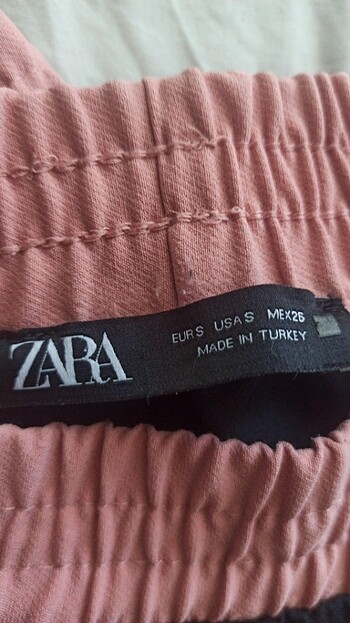 ZARA
EUR S USA S MEX 26
MADE IN TURKEY